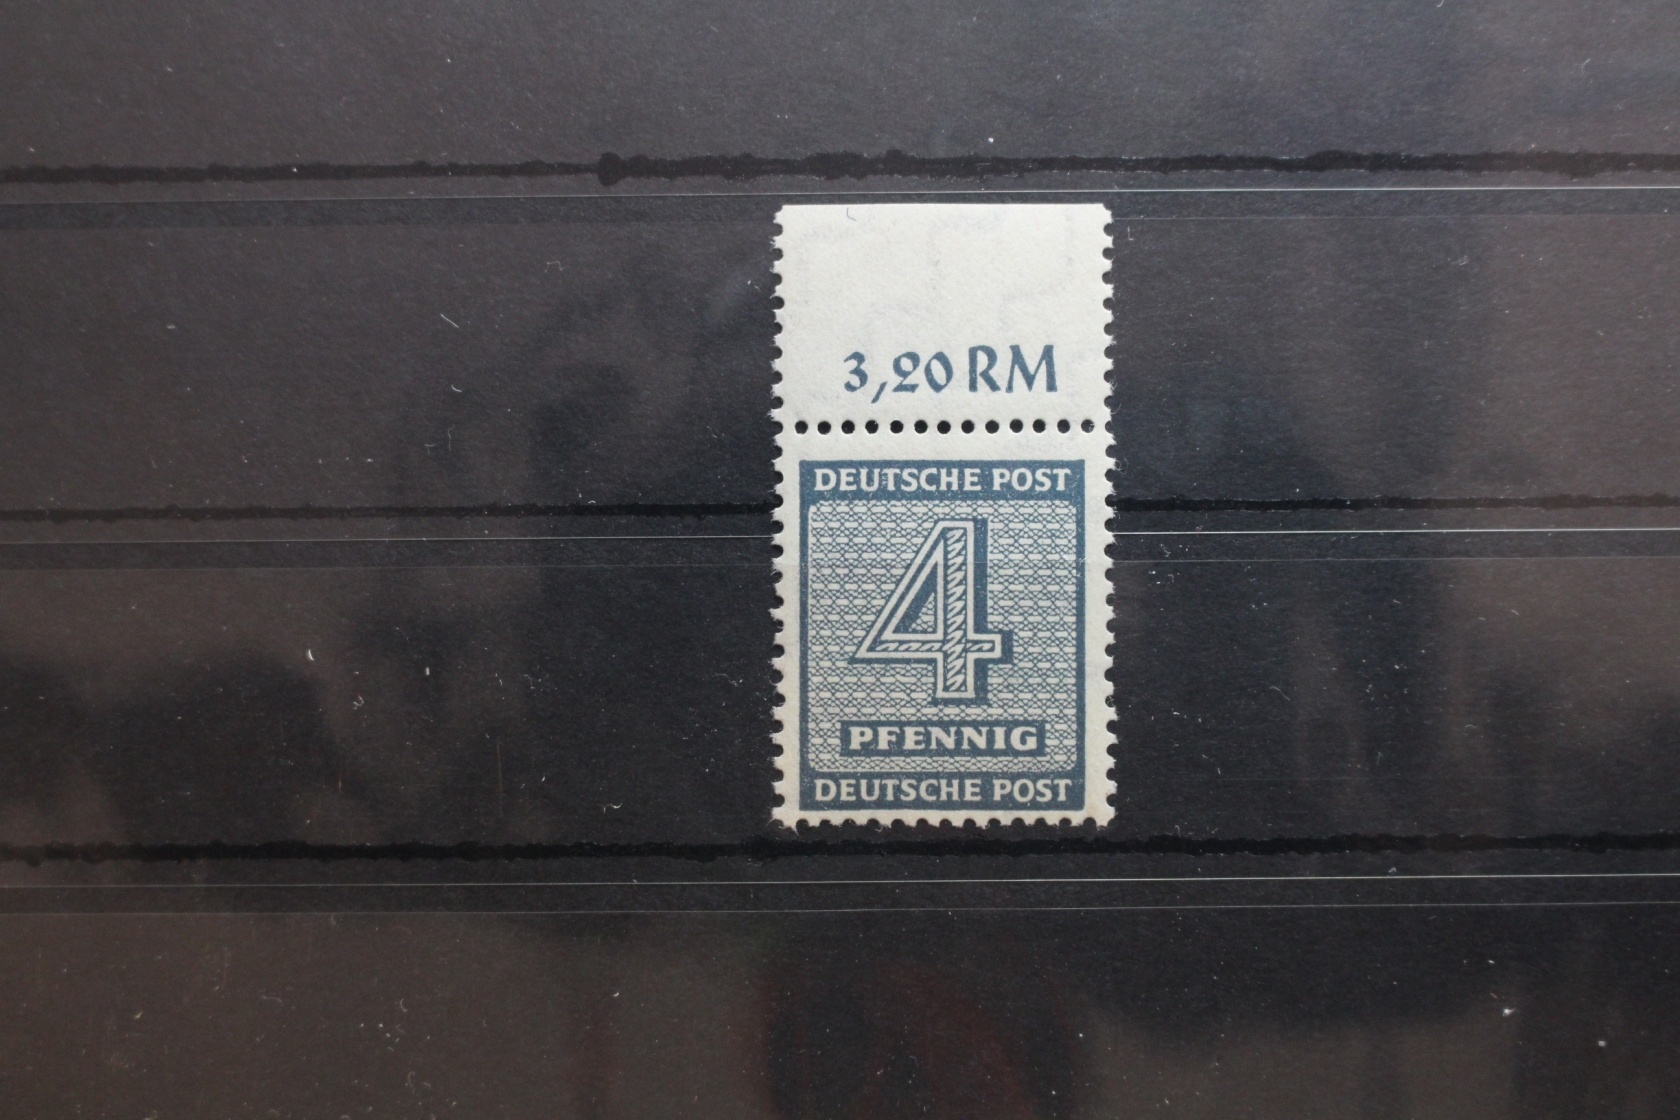 3,20 RM
DEUTSCHE POST
4
PFENNIG
DEUTSCHE POST